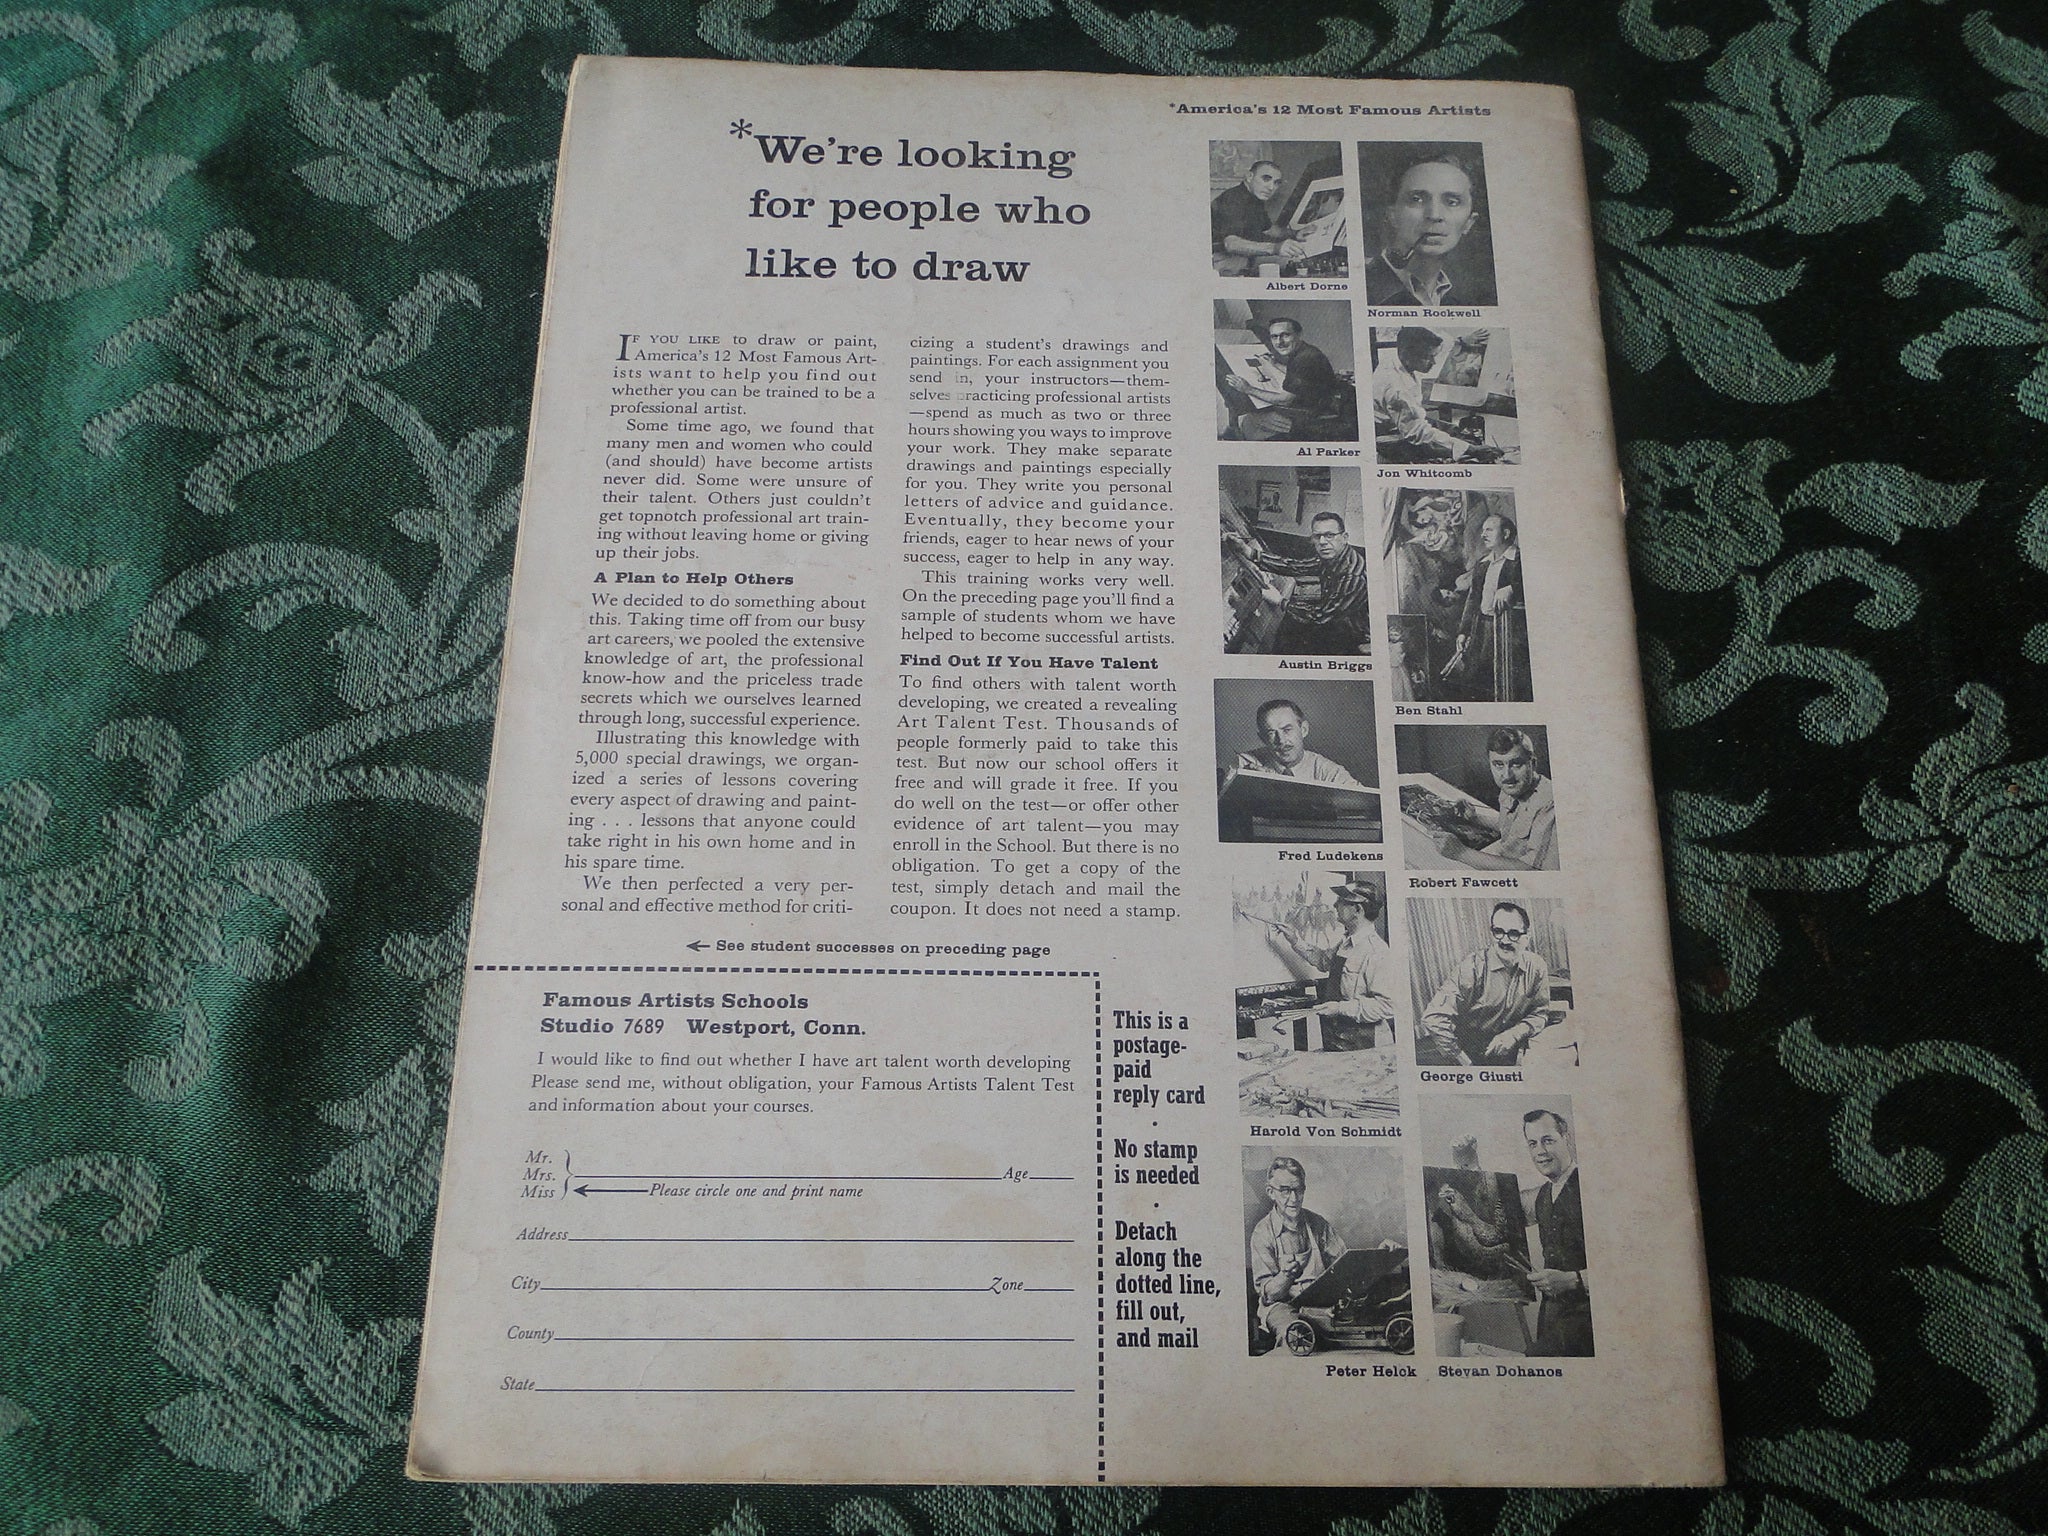 *We're looking
for people who
like to draw
IF YOU LIKE to draw or paint,
America's 12 Most Famous Art-
ists want to help you find out
whether you can be trained to be a
professional artist.
Some time ago, we found that
many men and women who could
(and should) have become artists
never did. Some were unsure of
their talent. Others just couldn't
get topnotch professional art train-
ing without leaving home or giving
up their jobs.
A Plan to Help Others
We decided to do something about
this. Taking time off from our busy
art careers, we pooled the extensive
knowledge of art, the professional
know-how and the priceless trade
secrets which we ourselves learned
through long, successful experience.
Illustrating this knowledge with
5,000 special drawings, we organ-
ized a series of lessons covering
every aspect of drawing and paint-
ing . . . lessons that anyone could
take right in his own home and in
his spare time.
We then perfected a very per-
sonal and effective method for criti-
cizing a student's drawings and
paintings. For each assignment you
send in, your instructors—them-
selves practicing professional artists
—spend as much as two or three
hours showing you ways to improve
your work. They make separate
drawings and paintings especially
for you. They write you personal
letters of advice and guidance.
Eventually, they become your
friends, eager to hear news of your
success, eager to help in any way.
This training works very well.
On the preceding page you'll find a
sample of students whom we have
helped to become successful artists.
Find Out If You Have Talent
To find others with talent worth
developing, we created a revealing
Art Talent Test. Thousands of
people formerly paid to take this
test. But now our school offers it
free and will grade it free. If you
do well on the test—or offer other
evidence of art talent—you may
enroll in the School. But there is no
obligation. To get a copy of the
test, simply detach and mail the
coupon. It does not need a stamp.
← See student successes on preceding page
*America's 12 Most Famous Artists
Albert Dorne
Norman Rockwell
Al Parker
Jon Whitcomb
Austin Briggs
Ben Stahl
Fred Ludekens
Robert Fawcett
Harold Von Schmidt
George Giusti
Peter Helck
Stevan Dohanos
Famous Artists Schools
Studio 7689 Westport, Conn.
I would like to find out whether I have art talent worth developing
Please send me, without obligation, your Famous Artists Talent Test
and information about your courses.
Mr.
Mrs. Age
Miss Please circle one and print name
Address
City Zone
County
State
This is a
postage-
paid
reply card
•
No stamp
is needed
•
Detach
along the
dotted line,
fill out,
and mail